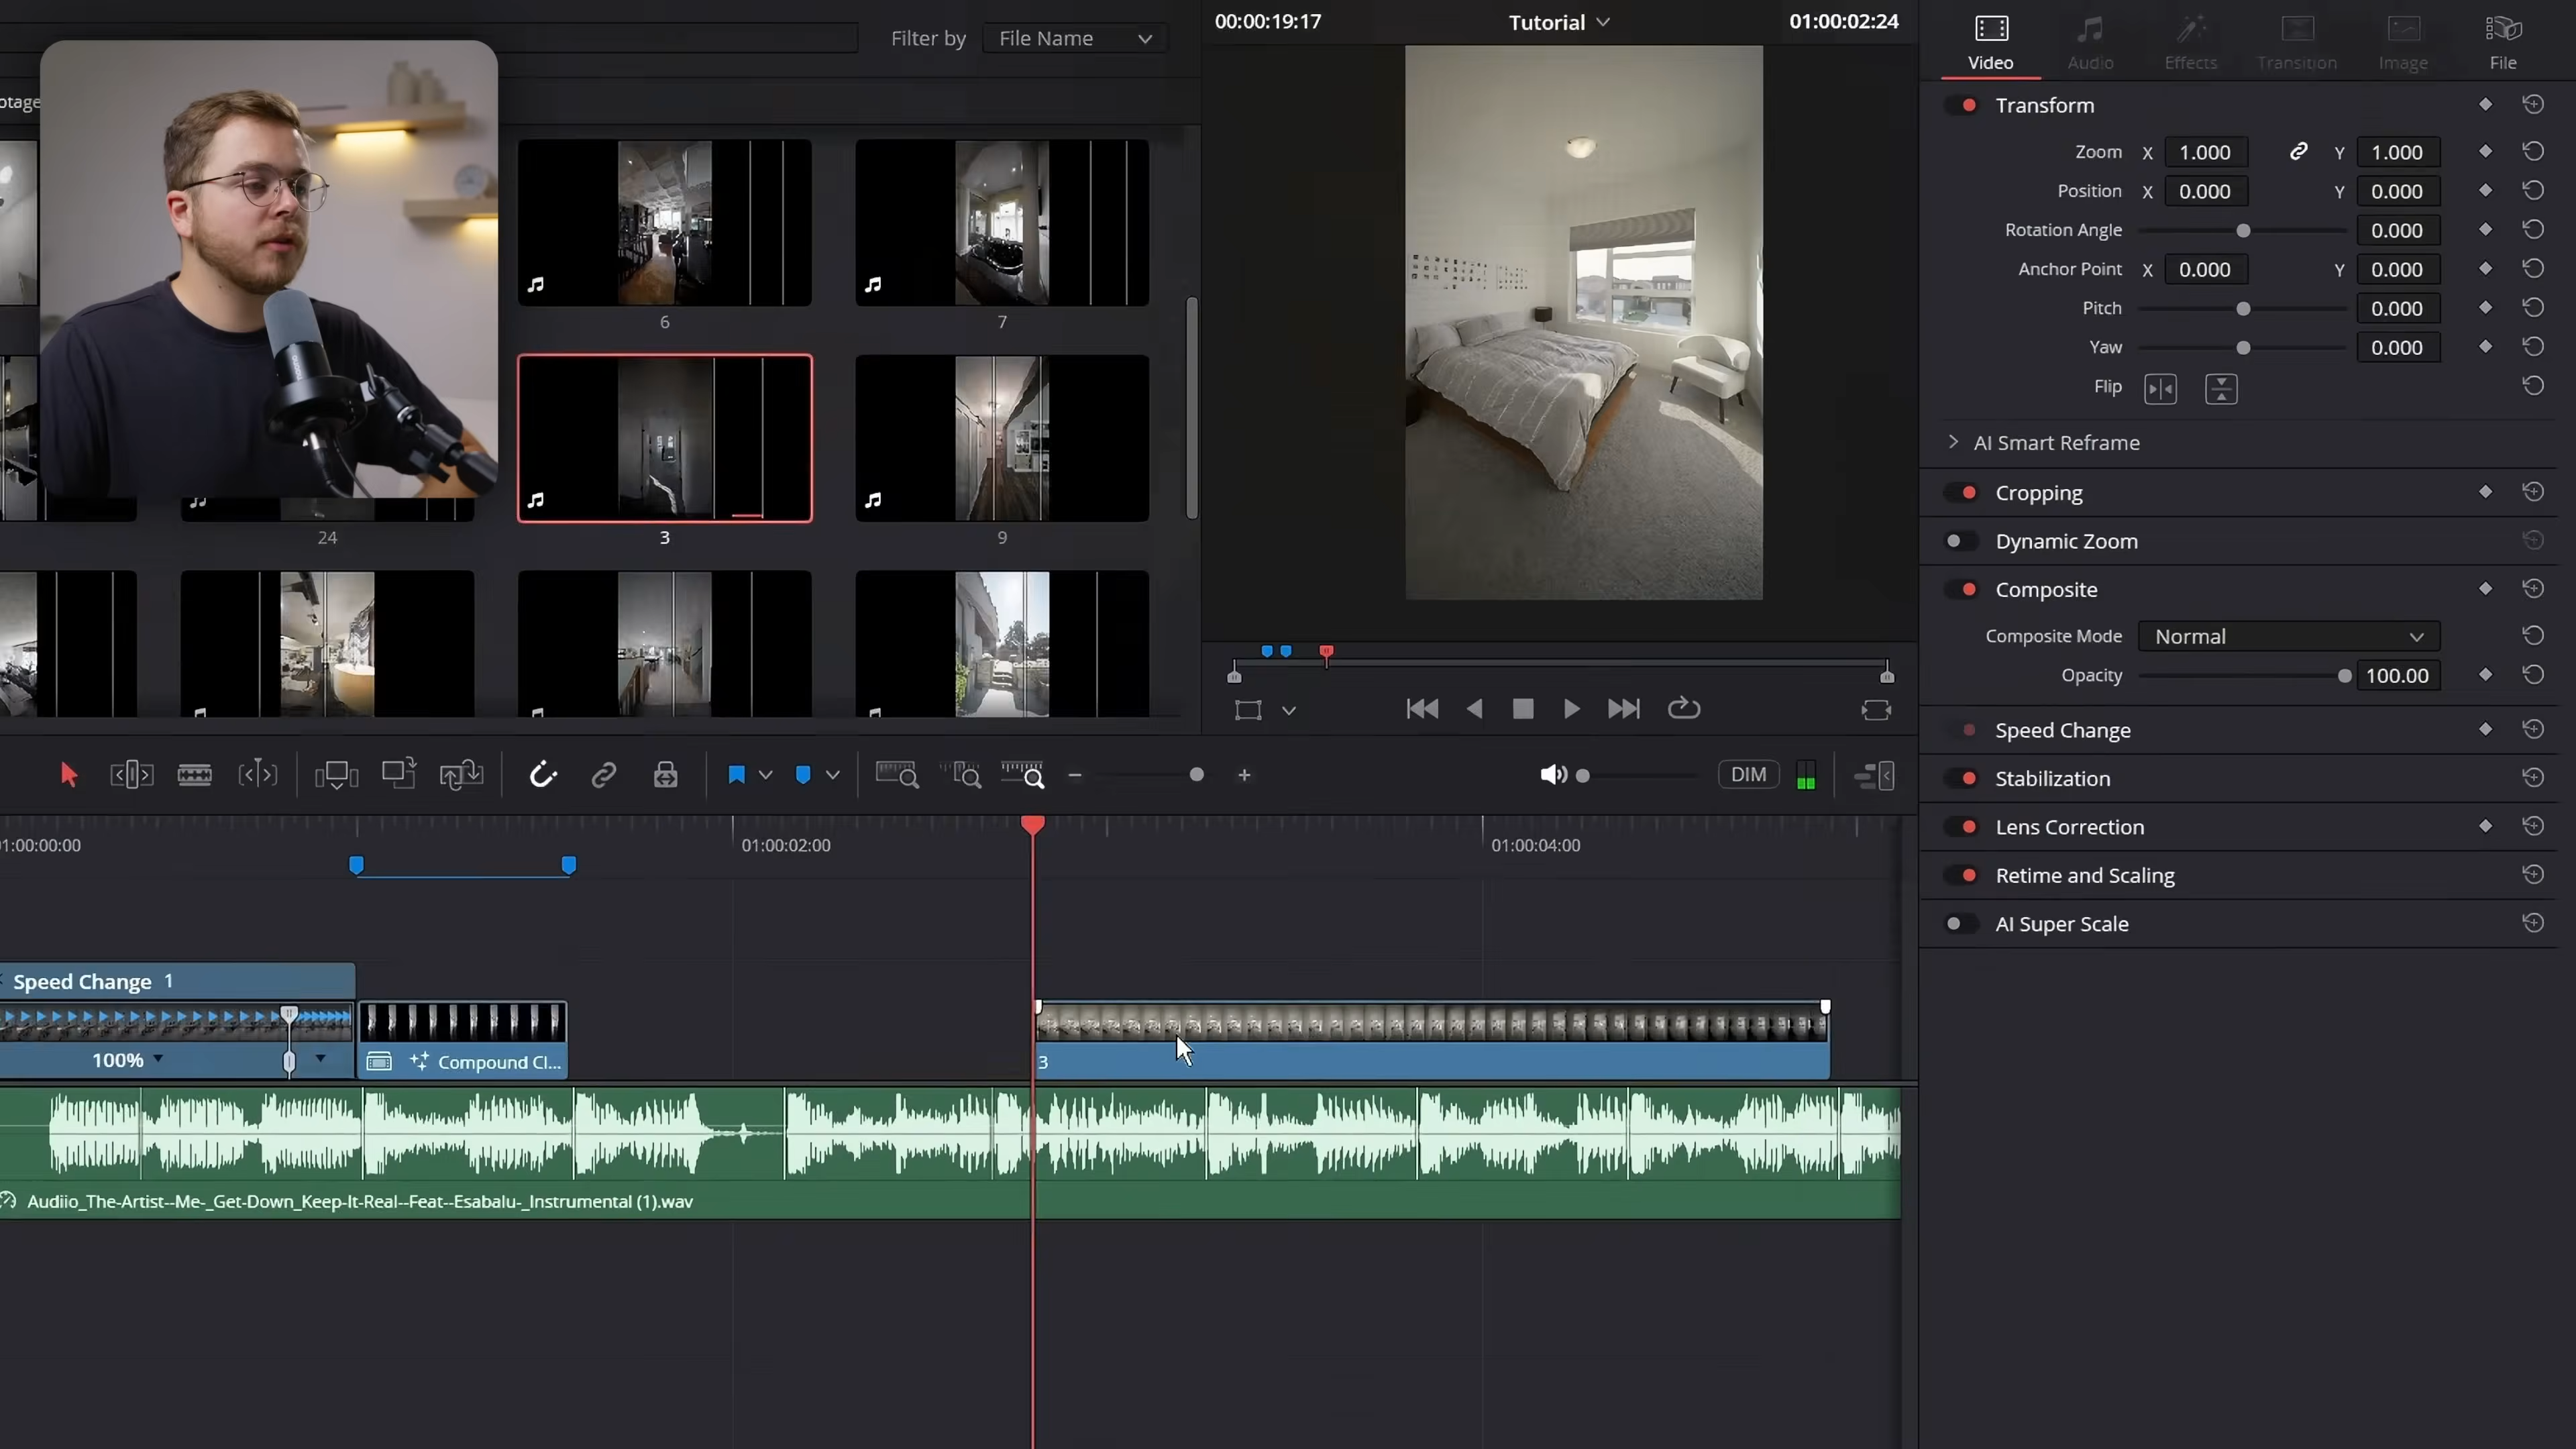 Filter by
File Name
00:00:19:17
Tutorial
01:00:02:24
Video
Audio
Effects
Transition
Image
File
otage
6
7
24
3
9
Transform
Zoom X 1.000 Y 1.000
Position X 0.000 Y 0.000
Rotation Angle 0.000
Anchor Point X 0.000 Y 0.000
Pitch 0.000
Yaw 0.000
Flip
AI Smart Reframe
Cropping
Dynamic Zoom
Composite
Composite Mode Normal
Opacity 100.00
Speed Change
Stabilization
Lens Correction
Retime and Scaling
AI Super Scale
DIM
01:00:00:00
01:00:02:00
01:00:04:00
Speed Change 1
100%
Compound Cl...
3
Audiio_The-Artist--Me-_Get-Down_Keep-It-Real--Feat--Esabalu-_Instrumental (1).wav